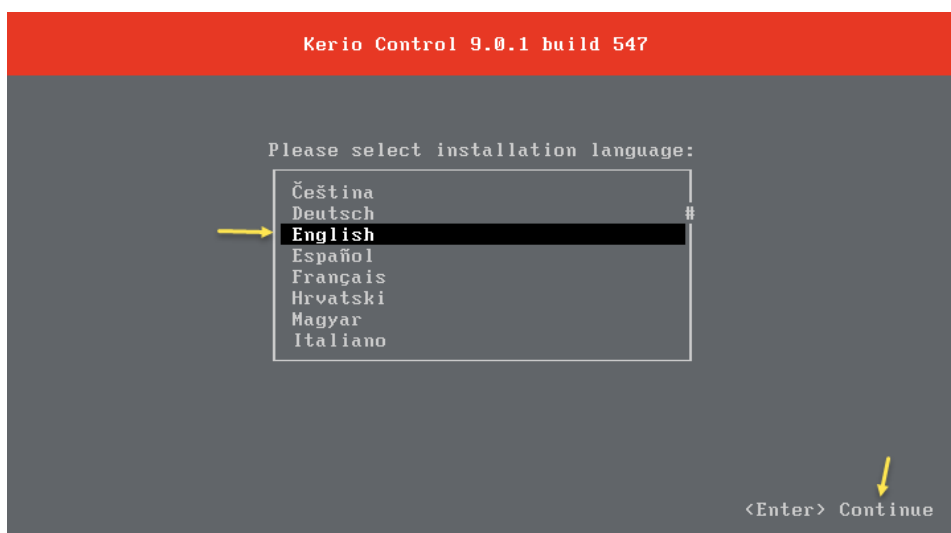 Kerio Control 9.0.1 build 547
Please select installation language:
Čeština
Deutsch #
English
Español
Français
Hrvatski
Magyar
Italiano
<Enter> Continue